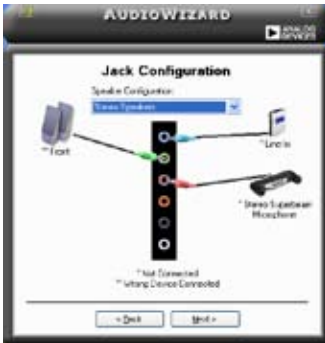 AUDIOWIZARD
ANALOG
DEVICES
Jack Configuration
Speaker Configuration
Stereo Speakers
** Front
* Line In
* Stereo Superbeam
Microphone
* Not Connected
** Wrong Device Connected
< Back
Next >